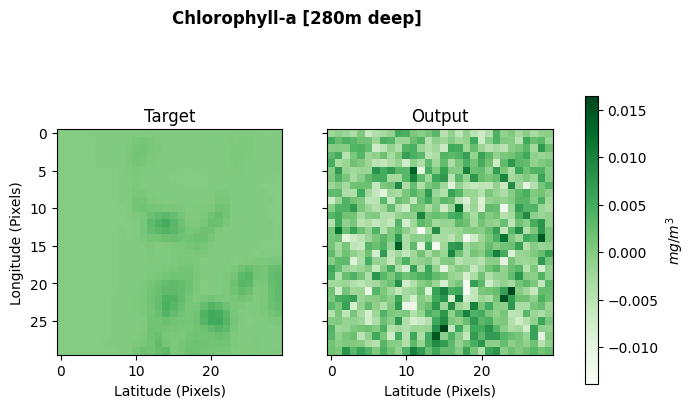 Chlorophyll-a [280m deep]
Target
Output
0
5
10
15
20
25
Longitude (Pixels)
0
10
20
Latitude (Pixels)
0
10
20
Latitude (Pixels)
0.015
0.010
0.005
0.000
−0.005
−0.010
mg/m³